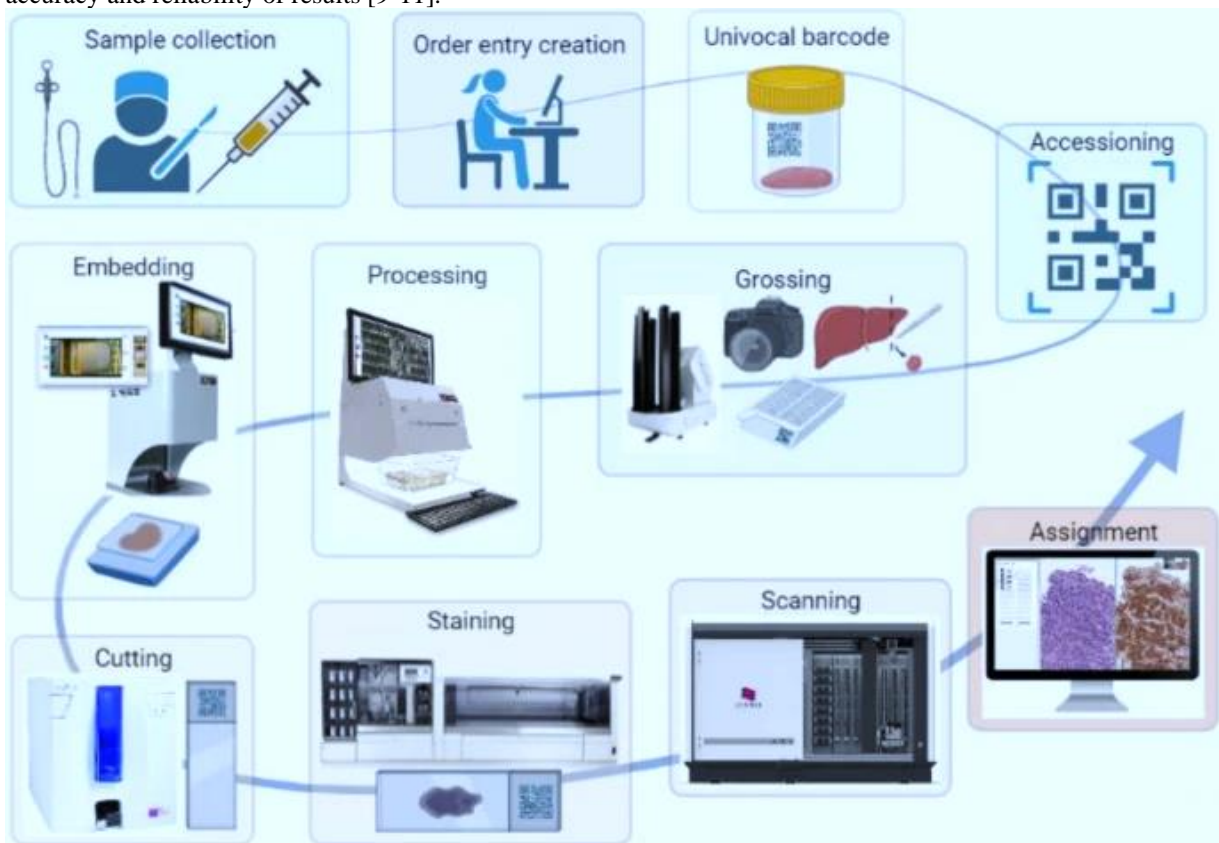 accuracy and reliability of results [9-11].
Sample collection
Order entry creation
Univocal barcode
Accessioning
Embedding
Processing
Grossing
Assignment
Scanning
Staining
Cutting